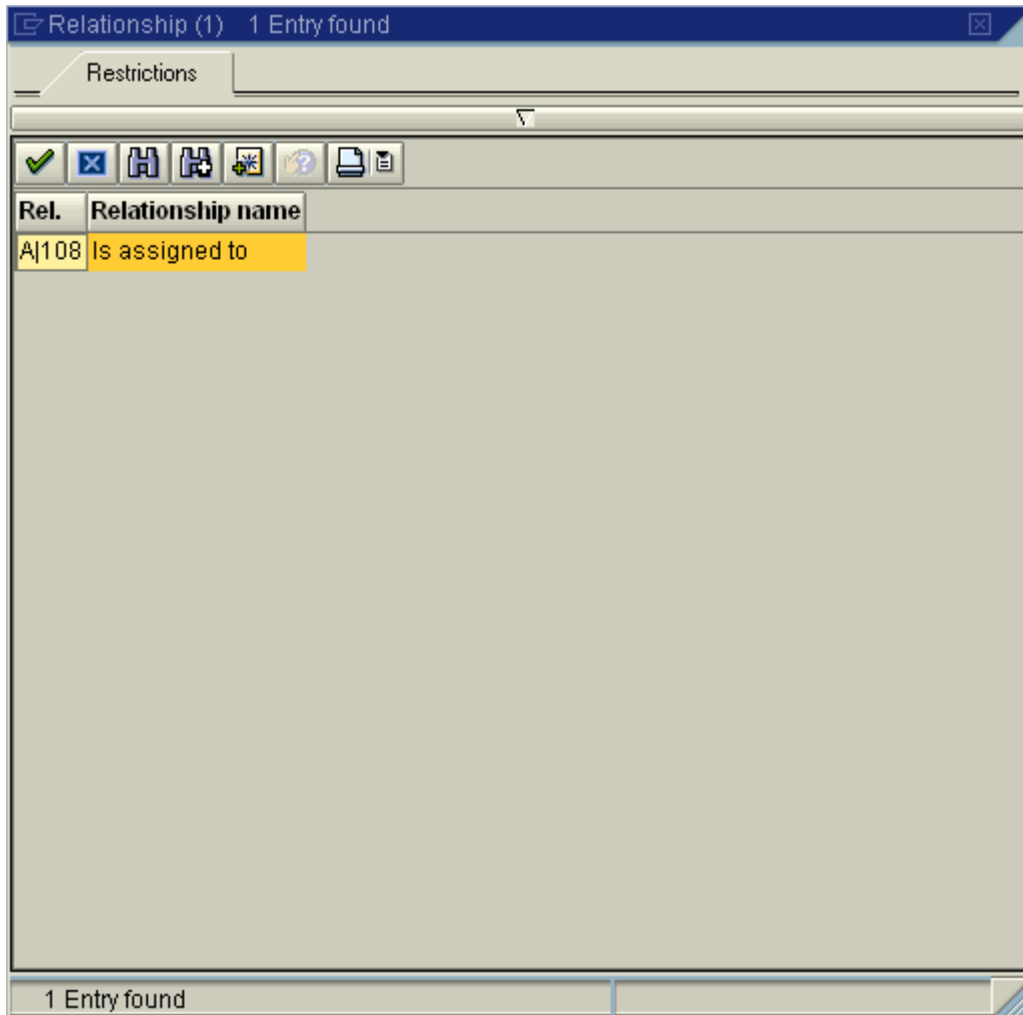 Relationship (1) 1 Entry found
Restrictions
Rel. Relationship name
A|108 Is assigned to
1 Entry found